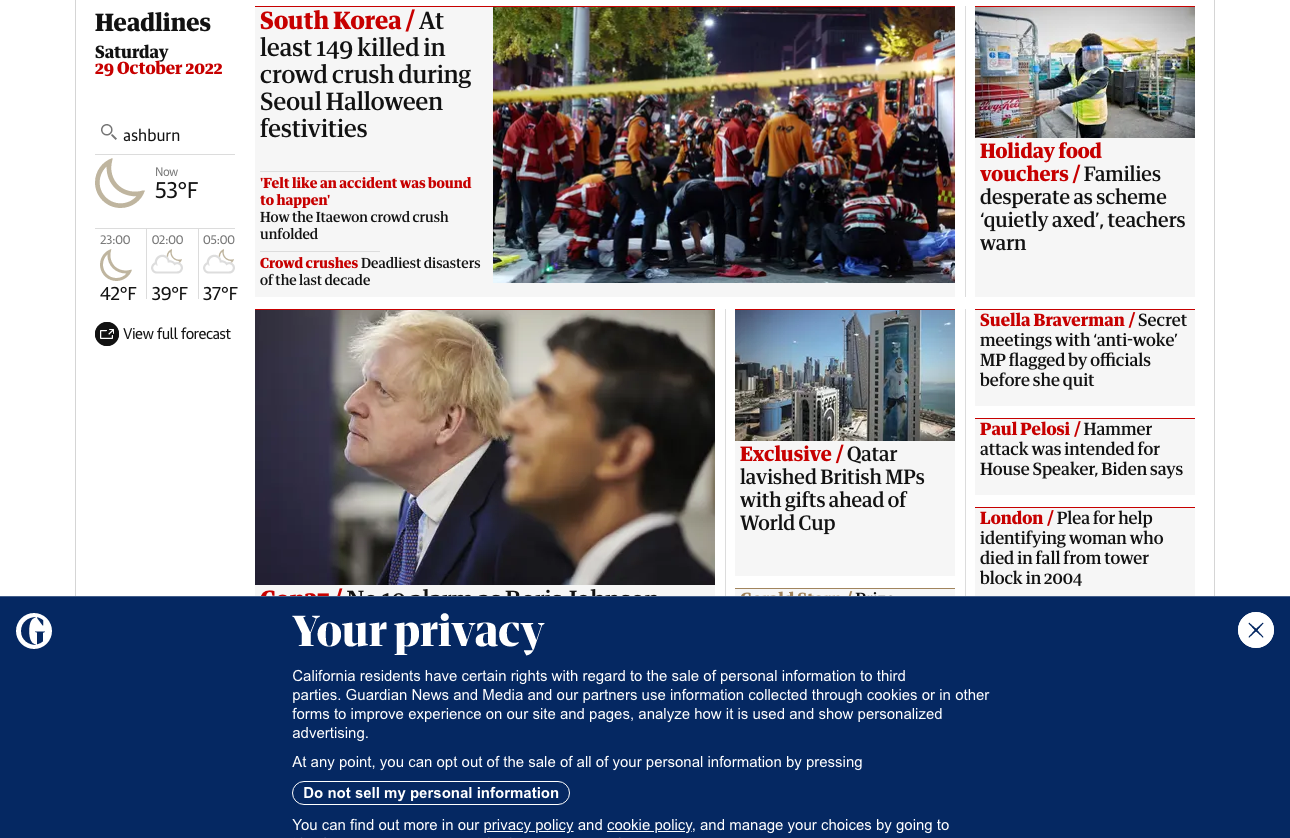 Headlines
Saturday
29 October 2022
ashburn
Now
53°F
23:00
42°F
02:00
39°F
05:00
37°F
View full forecast
South Korea / At
least 149 killed in
crowd crush during
Seoul Halloween
festivities
'Felt like an accident was bound
to happen'
How the Itaewon crowd crush
unfolded
Crowd crushes Deadliest disasters
of the last decade
Holiday food
vouchers / Families
desperate as scheme
‘quietly axed’, teachers
warn
Cop27 / No 10 alarm as Boris Johnson
Exclusive / Qatar
lavished British MPs
with gifts ahead of
World Cup
Gerald Stern / Prize
Suella Braverman / Secret
meetings with ‘anti-woke’
MP flagged by officials
before she quit
Paul Pelosi / Hammer
attack was intended for
House Speaker, Biden says
London / Plea for help
identifying woman who
died in fall from tower
block in 2004
G
Your privacy
California residents have certain rights with regard to the sale of personal information to third
parties. Guardian News and Media and our partners use information collected through cookies or in other
forms to improve experience on our site and pages, analyze how it is used and show personalized
advertising.
At any point, you can opt out of the sale of all of your personal information by pressing
Do not sell my personal information
You can find out more in our privacy policy and cookie policy, and manage your choices by going to